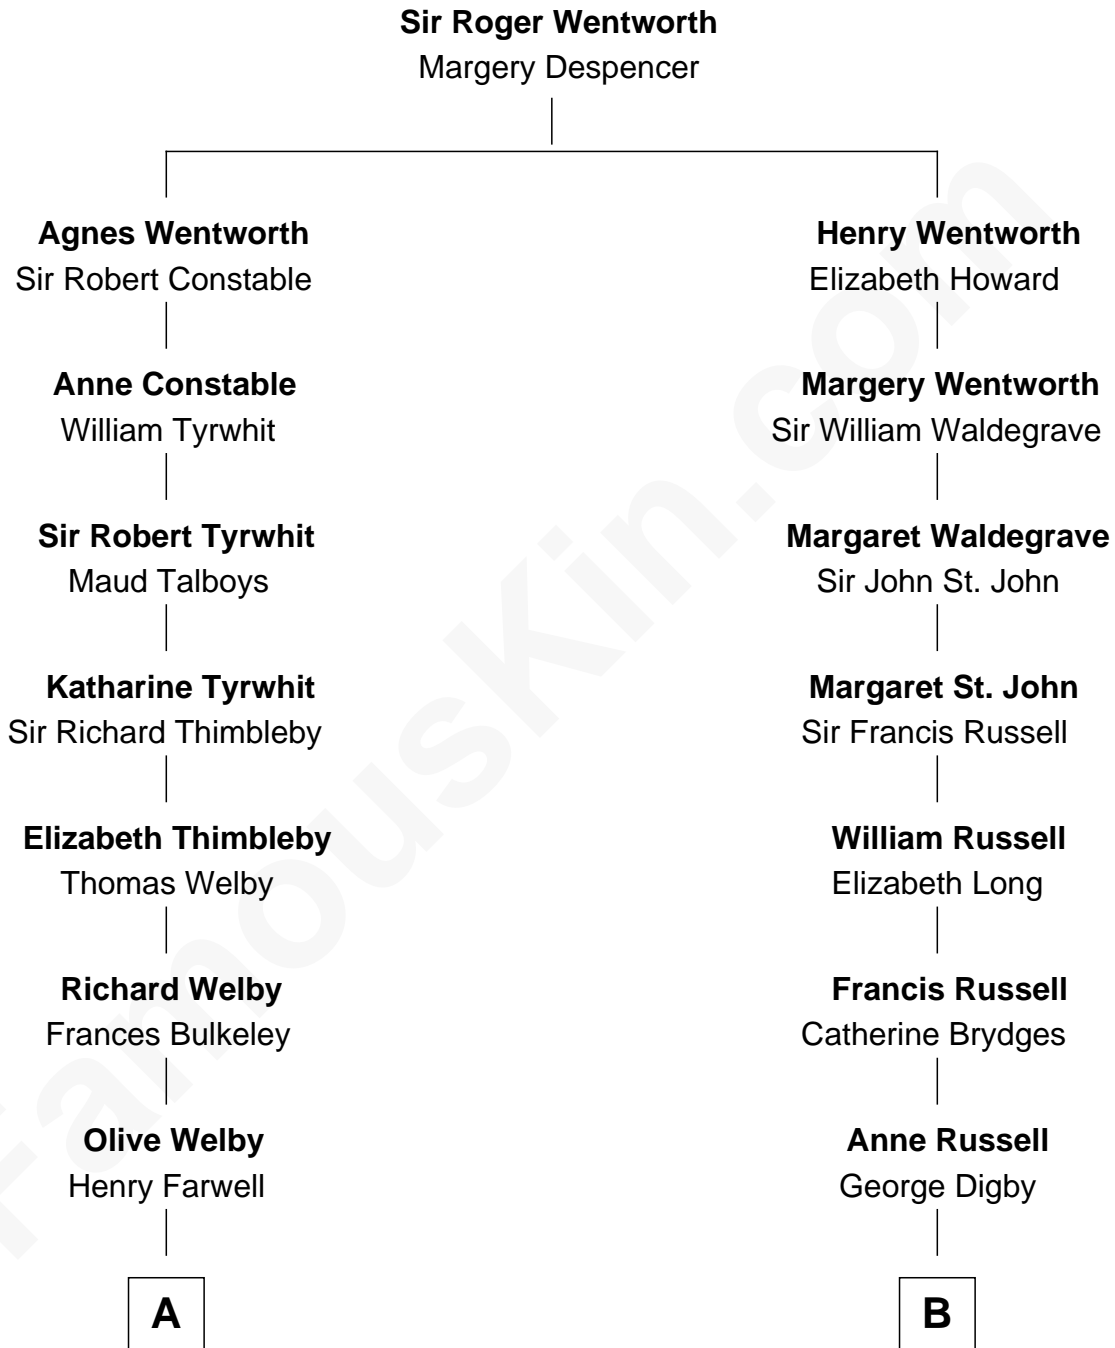 Sir Roger Wentworth
Margery Despencer
Agnes Wentworth
Sir Robert Constable
Henry Wentworth
Elizabeth Howard
Anne Constable
William Tyrwhit
Margery Wentworth
Sir William Waldegrave
Sir Robert Tyrwhit
Maud Talboys
Margaret Waldegrave
Sir John St. John
Katharine Tyrwhit
Sir Richard Thimbleby
Margaret St. John
Sir Francis Russell
Elizabeth Thimbleby
Thomas Welby
William Russell
Elizabeth Long
Richard Welby
Frances Bulkeley
Francis Russell
Catherine Brydges
Olive Welby
Henry Farwell
Anne Russell
George Digby
A
B
FamousKin.com